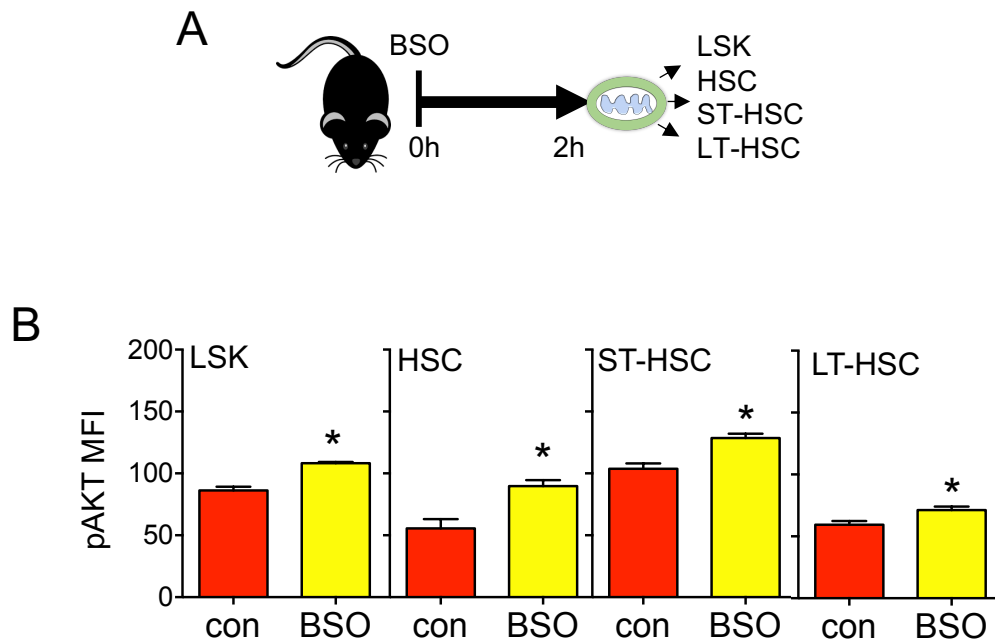 A
BSO
0h
2h
LSK
HSC
ST-HSC
LT-HSC
B
pAKT MFI
200
150
100
50
0
LSK
*
con
BSO
HSC
*
con
BSO
ST-HSC
*
con
BSO
LT-HSC
*
con
BSO